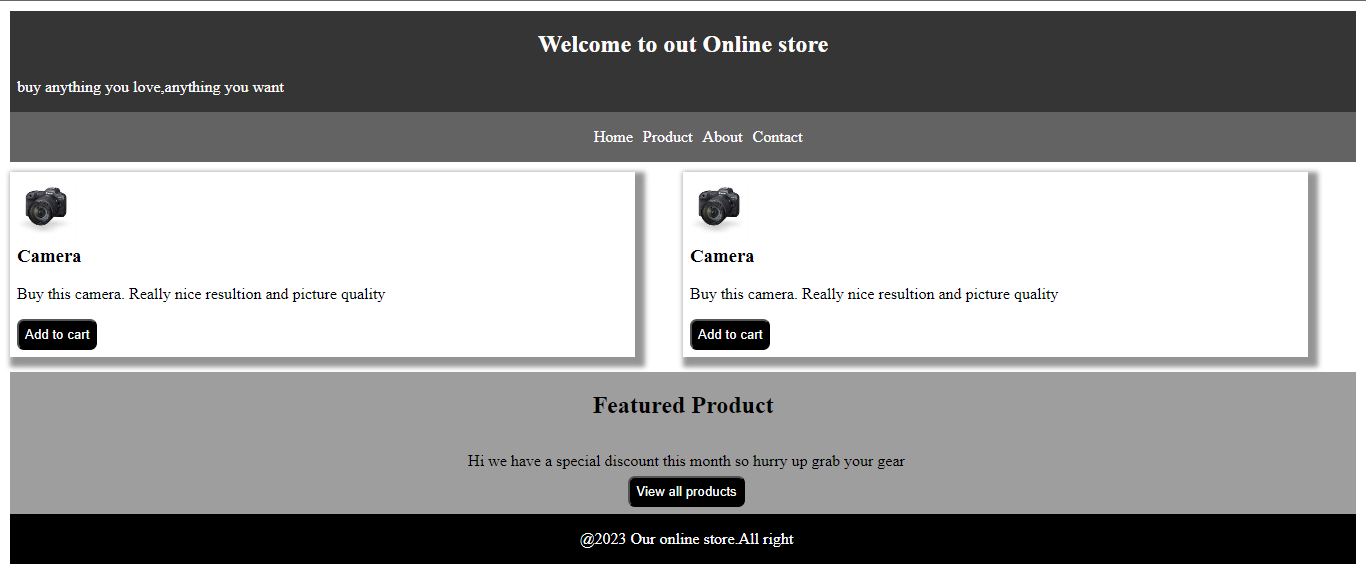 Welcome to out Online store
buy anything you love,anything you want
Home Product About Contact
Camera
Buy this camera. Really nice resultion and picture quality
Add to cart
Camera
Buy this camera. Really nice resultion and picture quality
Add to cart
Featured Product
Hi we have a special discount this month so hurry up grab your gear
View all products
@2023 Our online store.All right